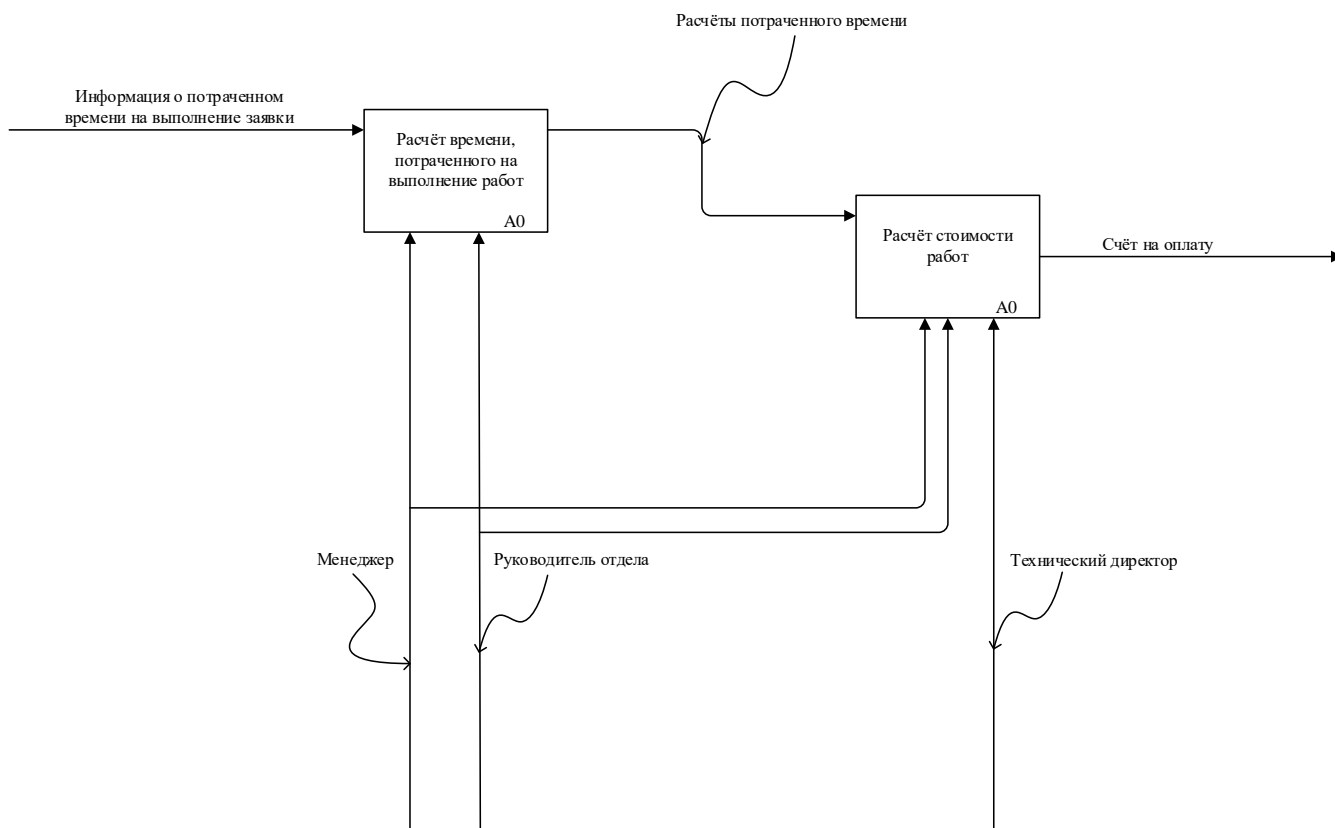 Расчёты потраченного времени
Информация о потраченном
времени на выполнение заявки
Расчёт времени,
потраченного на
выполнение работ
A0
Расчёт стоимости
работ
A0
Счёт на оплату
Менеджер
Руководитель отдела
Технический директор